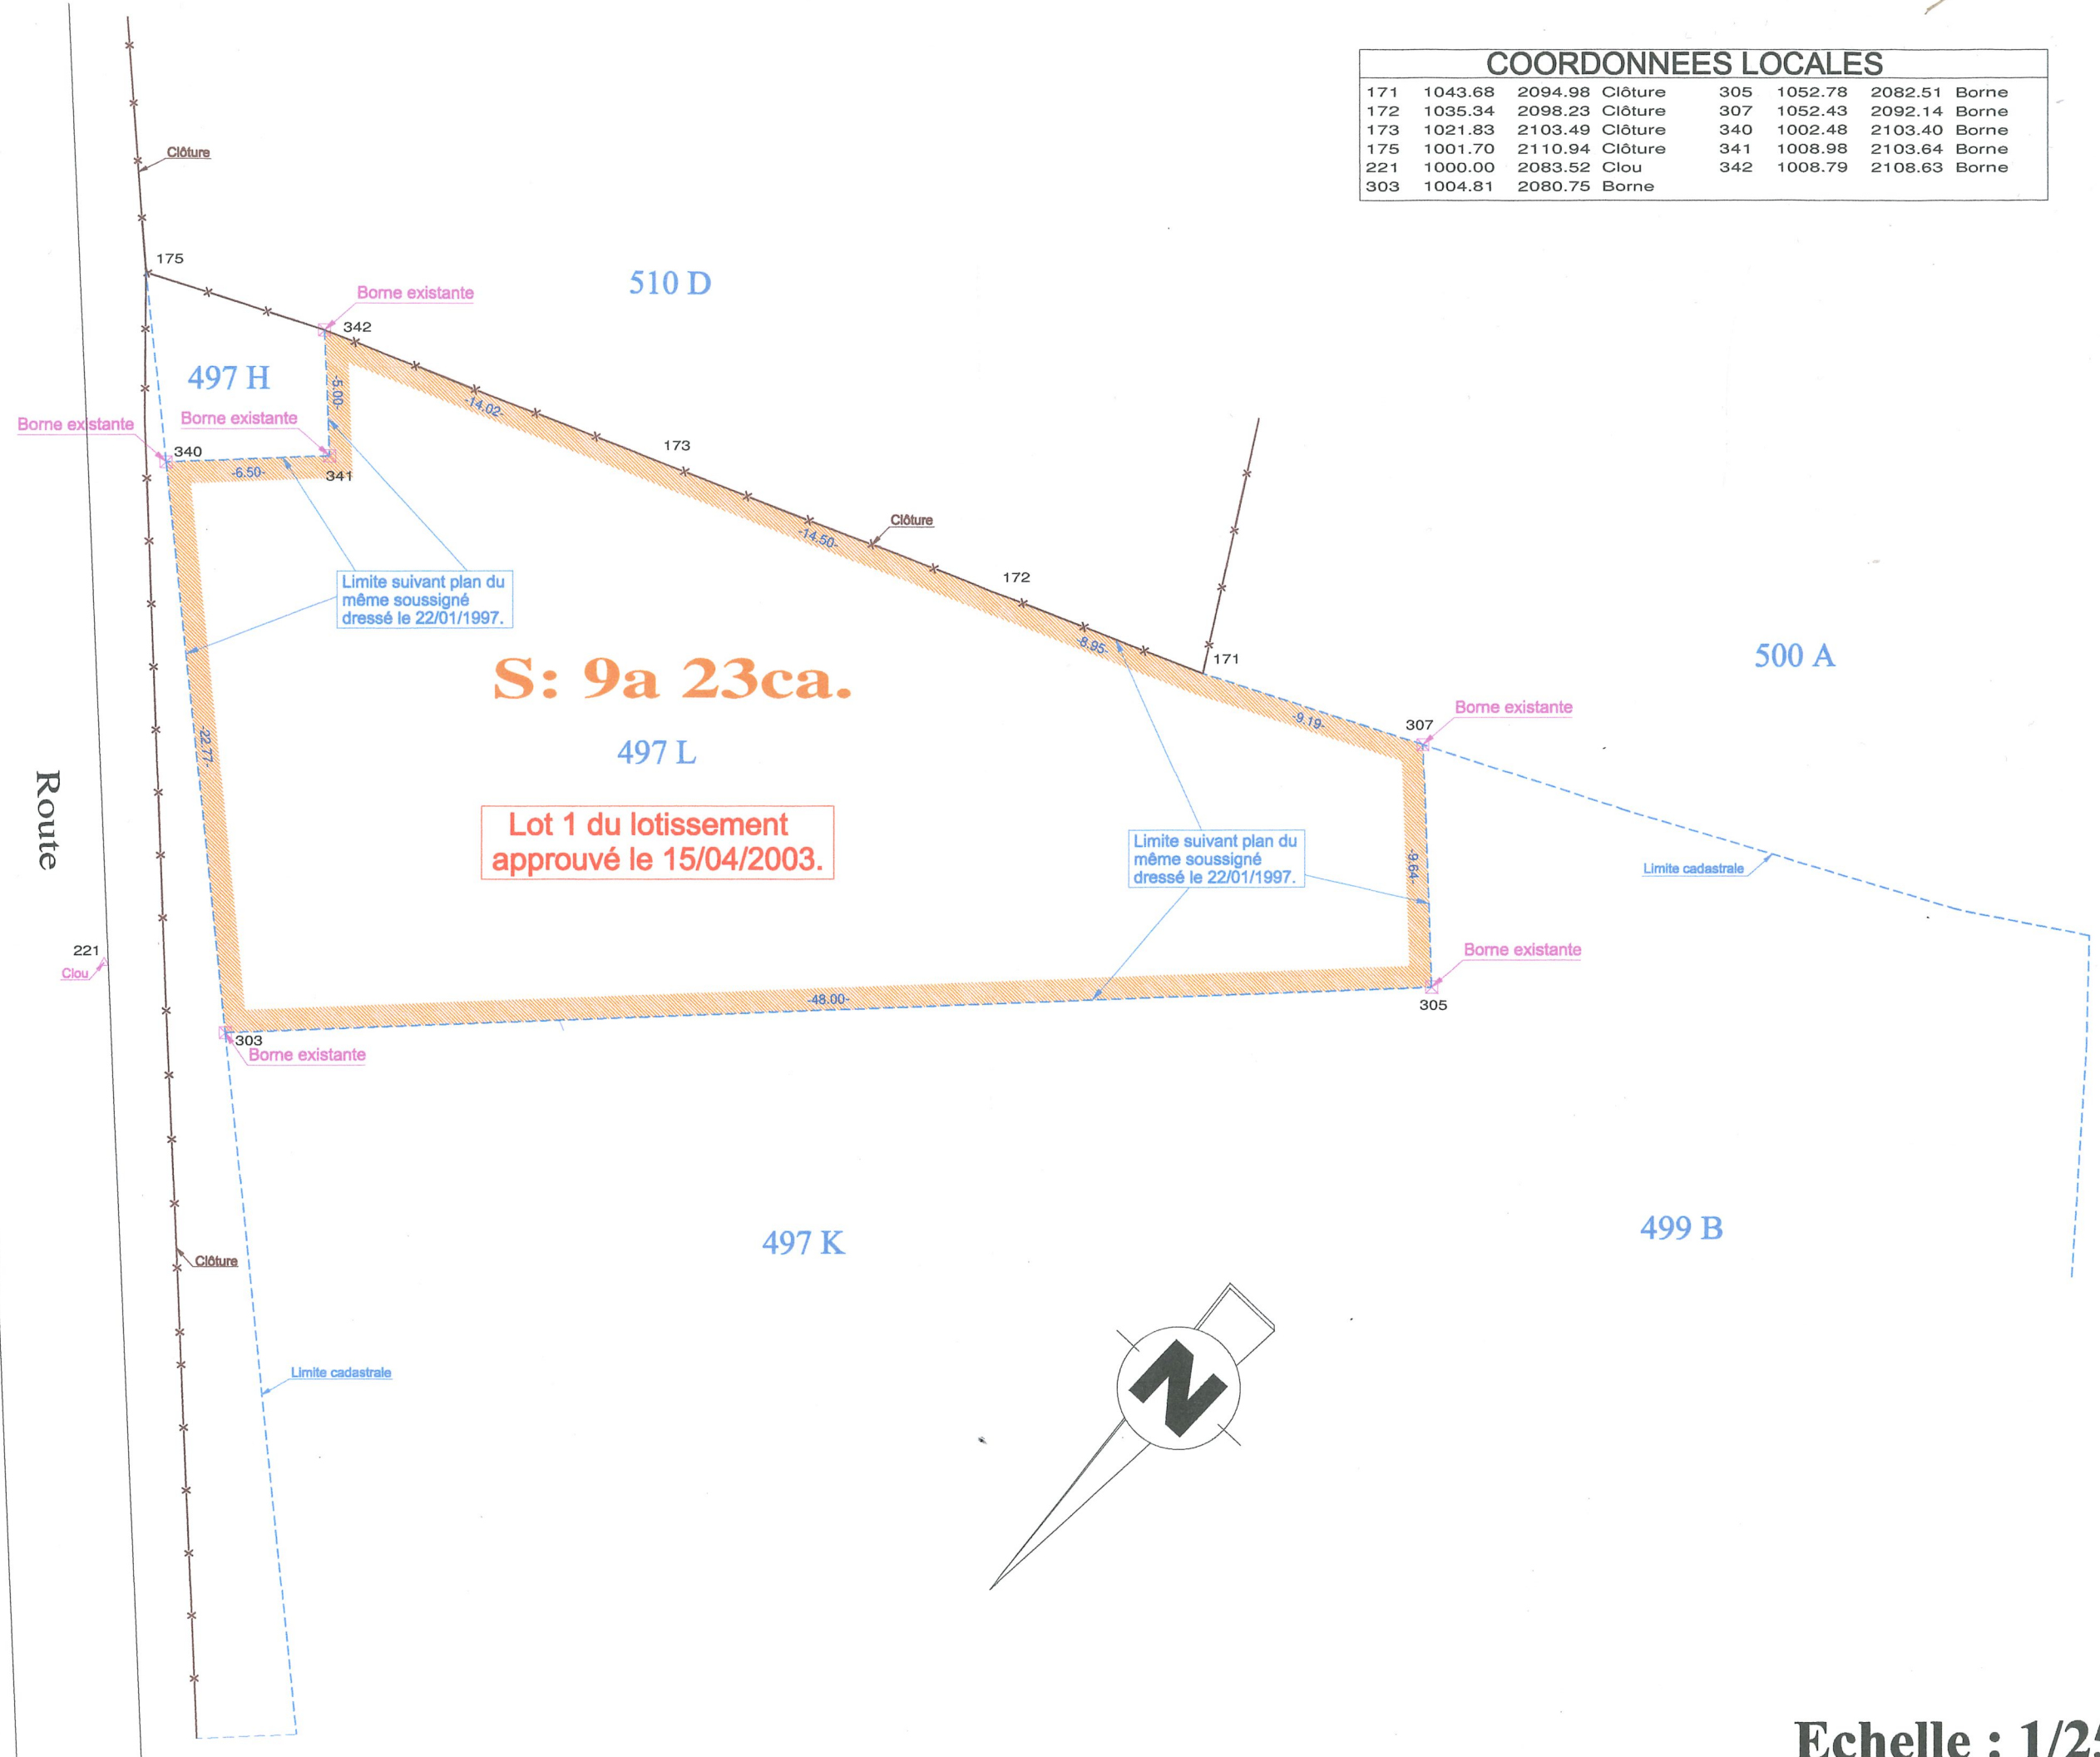 COORDONNEES LOCALES
171 1043.68 2094.98 Clôture 305 1052.78 2082.51 Borne
172 1035.34 2098.23 Clôture 307 1052.43 2092.14 Borne
173 1021.83 2103.49 Clôture 340 1002.48 2103.40 Borne
175 1001.70 2110.94 Clôture 341 1008.98 2103.64 Borne
221 1000.00 2083.52 Clou 342 1008.79 2108.63 Borne
303 1004.81 2080.75 Borne
Clôture
175
510 D
Borne existante
342
497 H
-5.00-
-14.02-
Borne existante
Borne existante
340
-6.50-
341
173
Clôture
-14.50-
172
Limite suivant plan du
même soussigné
dressé le 22/01/1997.
-8.95-
171
500 A
S: 9a 23ca.
-9.19-
307
Borne existante
497 L
-22.77-
Route
Lot 1 du lotissement
approuvé le 15/04/2003.
Limite suivant plan du
même soussigné
dressé le 22/01/1997.
-9.64-
Limite cadastrale
221
Clou
Borne existante
-48.00-
305
303
Borne existante
497 K
499 B
Clôture
N
Limite cadastrale
Echelle : 1/2